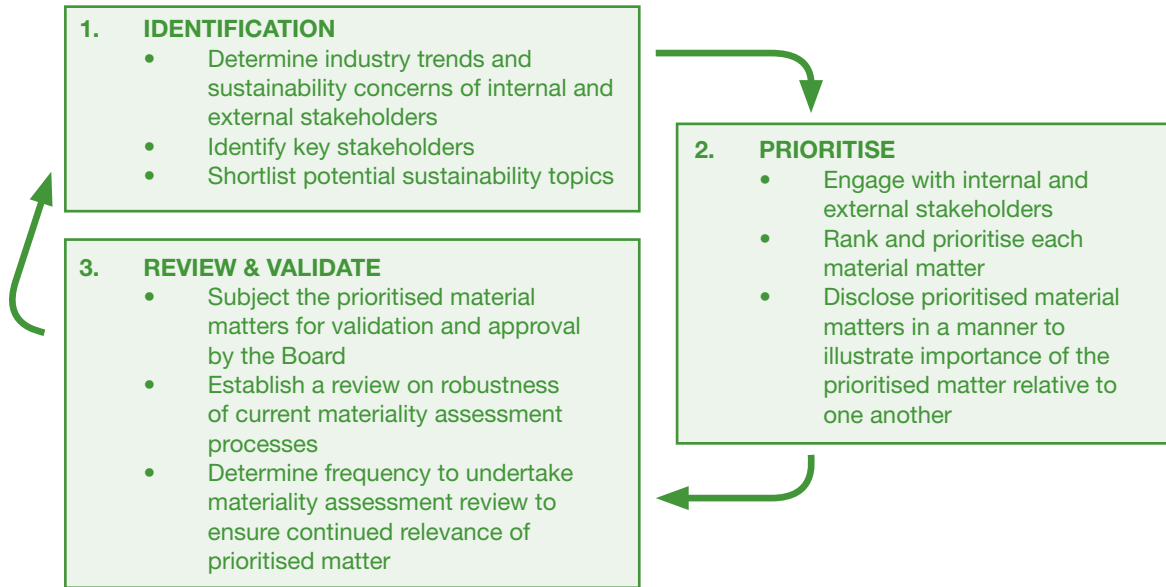 1. IDENTIFICATION
• Determine industry trends and
sustainability concerns of internal and
external stakeholders
• Identify key stakeholders
• Shortlist potential sustainability topics
2. PRIORITISE
• Engage with internal and
external stakeholders
• Rank and prioritise each
material matter
• Disclose prioritised material
matters in a manner to
illustrate importance of the
prioritised matter relative to
one another
3. REVIEW & VALIDATE
• Subject the prioritised material
matters for validation and approval
by the Board
• Establish a review on robustness
of current materiality assessment
processes
• Determine frequency to undertake
materiality assessment review to
ensure continued relevance of
prioritised matter